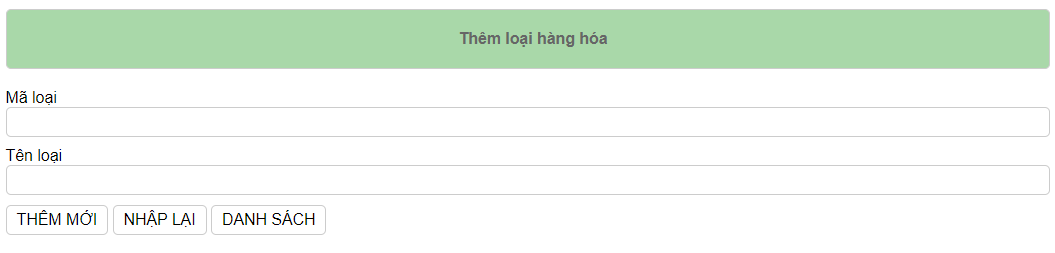 Thêm loại hàng hóa
Mã loại
Tên loại
THÊM MỚI NHẬP LẠI DANH SÁCH